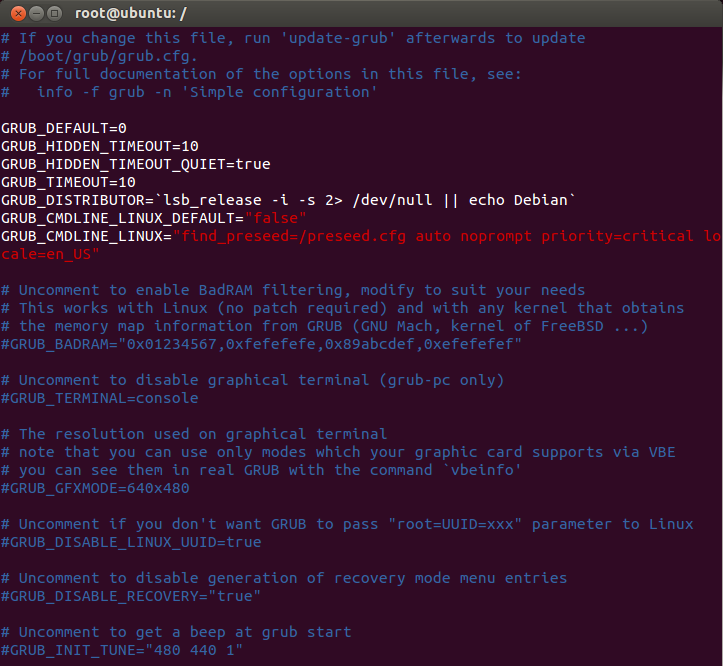 root@ubuntu: /
# If you change this file, run 'update-grub' afterwards to update
# /boot/grub/grub.cfg.
# For full documentation of the options in this file, see:
#   info -f grub -n 'Simple configuration'
GRUB_DEFAULT=0
GRUB_HIDDEN_TIMEOUT=10
GRUB_HIDDEN_TIMEOUT_QUIET=true
GRUB_TIMEOUT=10
GRUB_DISTRIBUTOR=`lsb_release -i -s 2> /dev/null || echo Debian`
GRUB_CMDLINE_LINUX_DEFAULT="false"
GRUB_CMDLINE_LINUX="find_preseed=/preseed.cfg auto noprompt priority=critical lo
cale=en_US"
# Uncomment to enable BadRAM filtering, modify to suit your needs
# This works with Linux (no patch required) and with any kernel that obtains
# the memory map information from GRUB (GNU Mach, kernel of FreeBSD ...)
#GRUB_BADRAM="0x01234567,0xfefefefe,0x89abcdef,0xefefefef"
# Uncomment to disable graphical terminal (grub-pc only)
#GRUB_TERMINAL=console
# The resolution used on graphical terminal
# note that you can use only modes which your graphic card supports via VBE
# you can see them in real GRUB with the command `vbeinfo'
#GRUB_GFXMODE=640x480
# Uncomment if you don't want GRUB to pass "root=UUID=xxx" parameter to Linux
#GRUB_DISABLE_LINUX_UUID=true
# Uncomment to disable generation of recovery mode menu entries
#GRUB_DISABLE_RECOVERY="true"
# Uncomment to get a beep at grub start
#GRUB_INIT_TUNE="480 440 1"